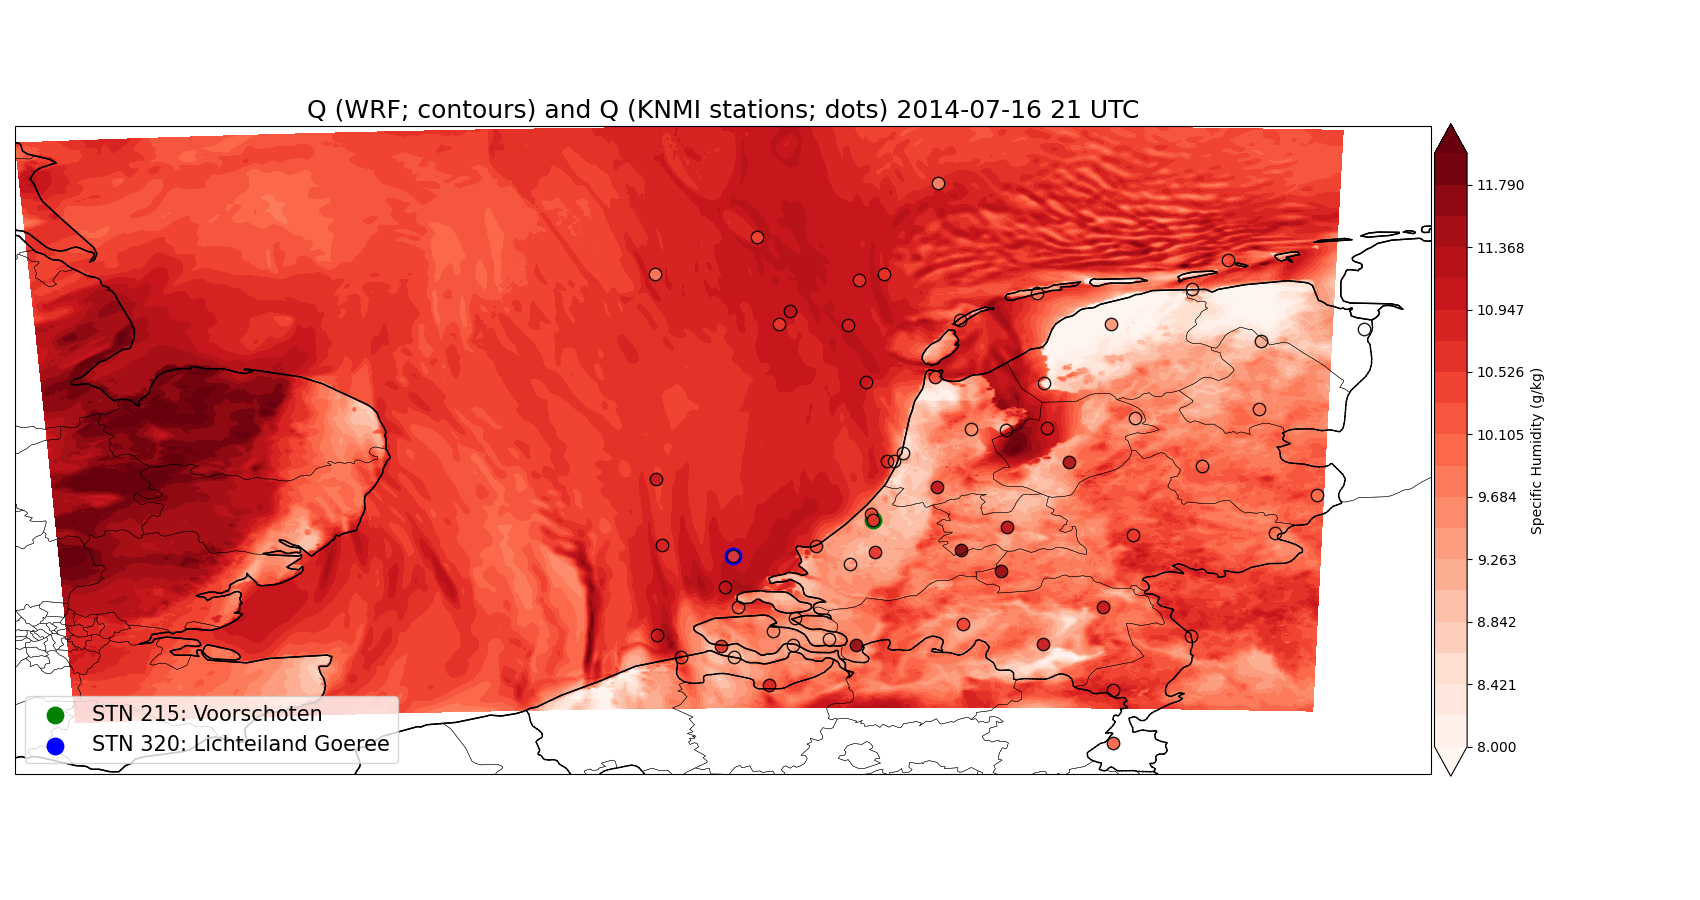 Q (WRF; contours) and Q (KNMI stations; dots) 2014-07-16 21 UTC
11.790
11.368
10.947
10.526
10.105
9.684
9.263
8.842
8.421
8.000
Specific Humidity (g/kg)
STN 215: Voorschoten
STN 320: Lichteiland Goeree